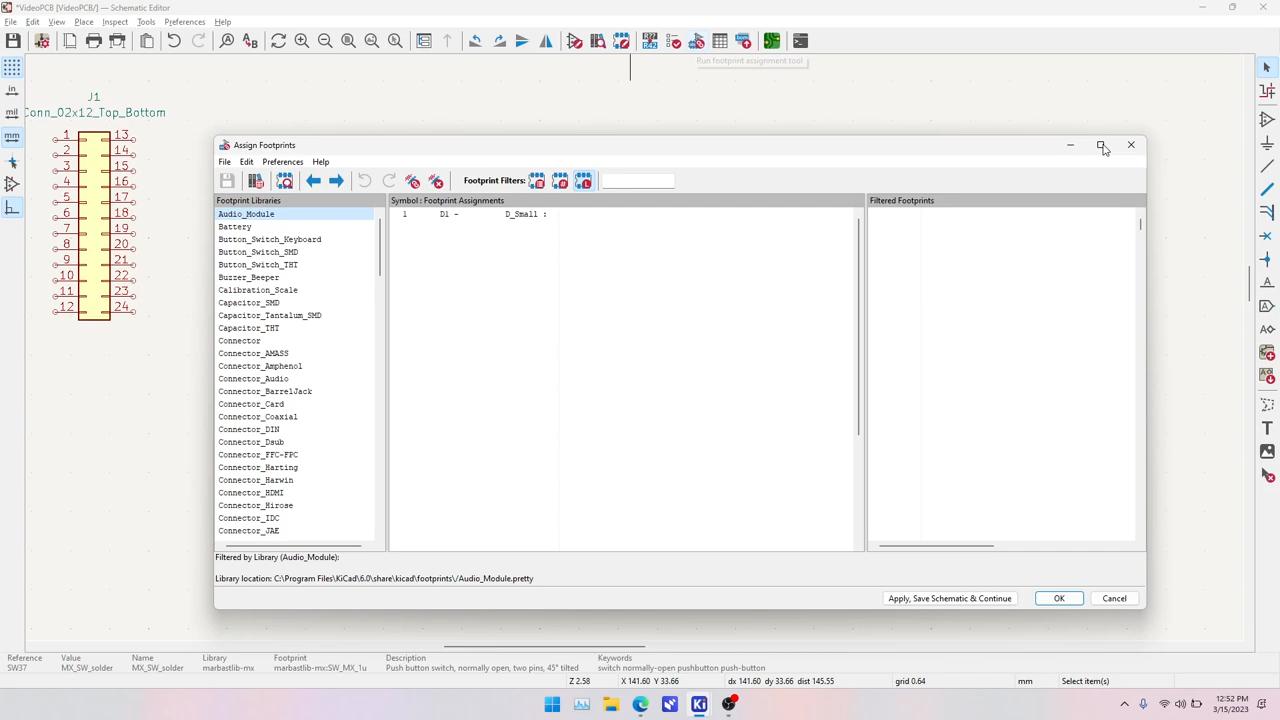 *VideoPCB [VideoPCB/] — Schematic Editor
File Edit View Place Inspect Tools Preferences Help
Run footprint assignment tool
in
mil
mm
J1
Conn_02x12_Top_Bottom
1 13
2 14
3 15
4 16
5 17
6 18
7 19
8 20
9 21
10 22
11 23
12 24
Assign Footprints
File Edit Preferences Help
Footprint Filters:
Footprint Libraries
Symbol : Footprint Assignments
Filtered Footprints
Audio_Module
Battery
Button_Switch_Keyboard
Button_Switch_SMD
Button_Switch_THT
Buzzer_Beeper
Calibration_Scale
Capacitor_SMD
Capacitor_Tantalum_SMD
Capacitor_THT
Connector
Connector_AMASS
Connector_Amphenol
Connector_Audio
Connector_BarrelJack
Connector_Card
Connector_Coaxial
Connector_DIN
Connector_Dsub
Connector_FFC-FPC
Connector_Harting
Connector_Harwin
Connector_HDMI
Connector_Hirose
Connector_IDC
Connector_JAE
1 D1 - D_Small :
Filtered by Library (Audio_Module):
Library location: C:\Program Files\KiCad\6.0\share\kicad\footprints\/Audio_Module.pretty
Apply, Save Schematic & Continue OK Cancel
Reference Value Name Library Footprint Description Keywords
SW37 MX_SW_solder MX_SW_solder marbastlib-mx marbastlib-mx:SW_MX_1u Push button switch, normally open, two pins, 45° tilted switch normally-open pushbutton push-button
Z 2.58 X 141.60 Y 33.66 dx 141.60 dy 33.66 dist 145.55 grid 0.64 mm Select item(s)
12:52 PM
3/15/2023